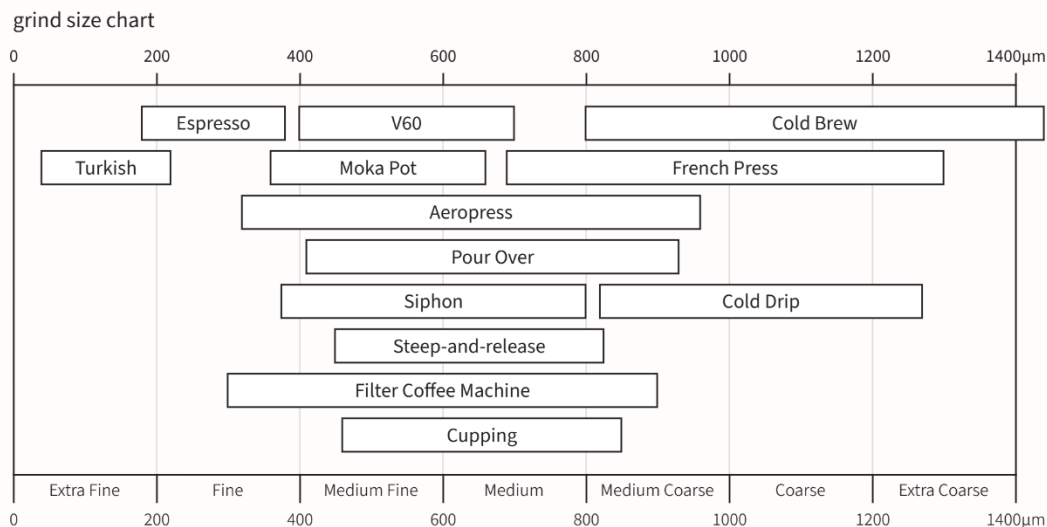 grind size chart
0 200 400 600 800 1000 1200 1400μm
Espresso V60 Cold Brew
Turkish Moka Pot French Press
Aeropress
Pour Over
Siphon Cold Drip
Steep-and-release
Filter Coffee Machine
Cupping
Extra Fine Fine Medium Fine Medium Medium Coarse Coarse Extra Coarse
0 200 400 600 800 1000 1200 1400μm